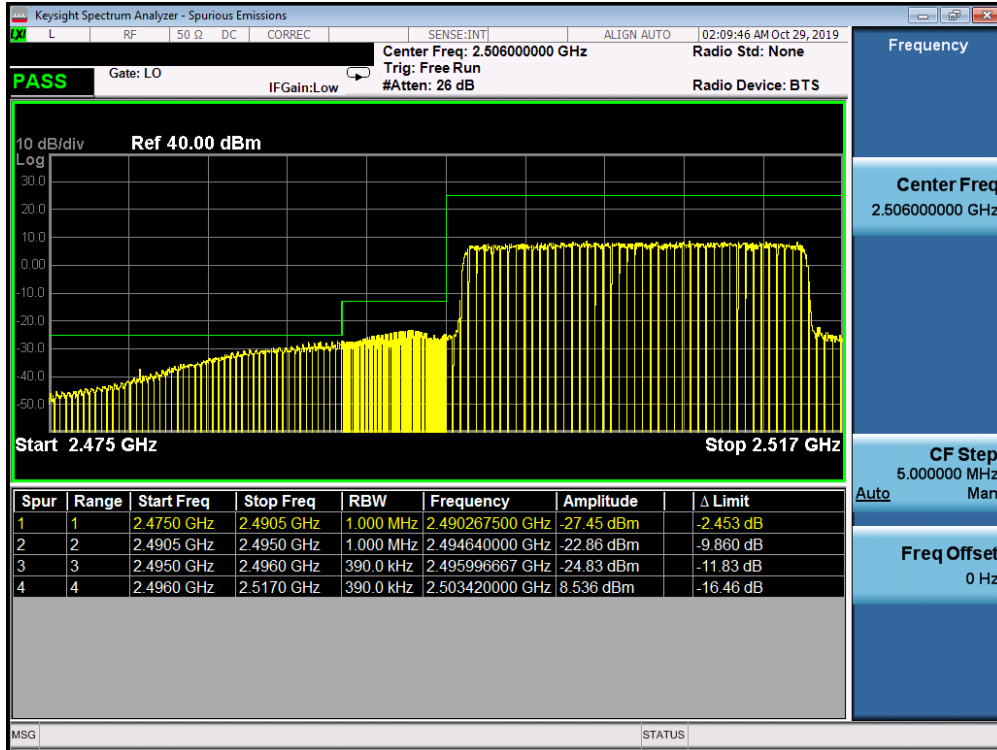 Keysight Spectrum Analyzer - Spurious Emissions
LXI L RF 50 Ω DC CORREC SENSE:INT ALIGN AUTO 02:09:46 AM Oct 29, 2019
Center Freq: 2.506000000 GHz Radio Std: None
PASS Gate: LO Trig: Free Run
IFGain:Low #Atten: 26 dB Radio Device: BTS
10 dB/div Ref 40.00 dBm
Log
30.0
20.0
10.0
0.00
-10.0
-20.0
-30.0
-40.0
-50.0
Start 2.475 GHz Stop 2.517 GHz
Spur Range Start Freq Stop Freq RBW Frequency Amplitude Δ Limit
1 1 2.4750 GHz 2.4905 GHz 1.000 MHz 2.490267500 GHz -27.45 dBm -2.453 dB
2 2 2.4905 GHz 2.4950 GHz 1.000 MHz 2.494640000 GHz -22.86 dBm -9.860 dB
3 3 2.4950 GHz 2.4960 GHz 390.0 kHz 2.495996667 GHz -24.83 dBm -11.83 dB
4 4 2.4960 GHz 2.5170 GHz 390.0 kHz 2.503420000 GHz 8.536 dBm -16.46 dB
MSG STATUS
Frequency
Center Freq
2.506000000 GHz
CF Step
5.000000 MHz
Auto Man
Freq Offset
0 Hz